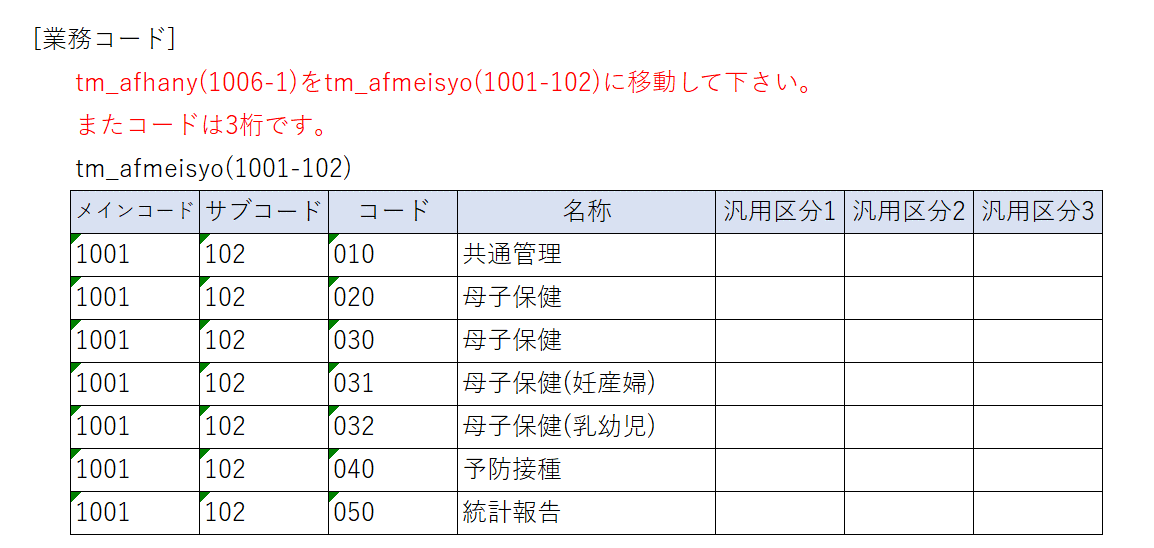 [業務コード]
tm_afhany(1006-1)をtm_afmeisyo(1001-102)に移動して下さい。
またコードは3桁です。
tm_afmeisyo(1001-102)
メインコード サブコード コード 名称 汎用区分1 汎用区分2 汎用区分3
1001 102 010 共通管理
1001 102 020 母子保健
1001 102 030 母子保健
1001 102 031 母子保健(妊産婦)
1001 102 032 母子保健(乳幼児)
1001 102 040 予防接種
1001 102 050 統計報告